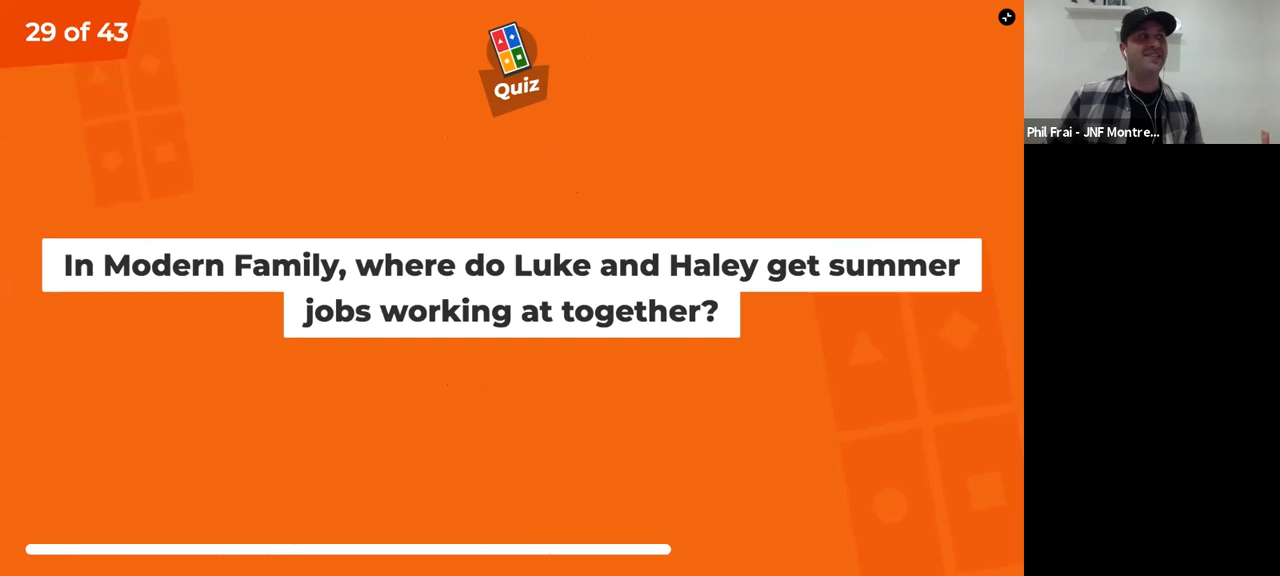 29 of 43
Quiz
In Modern Family, where do Luke and Haley get summer
jobs working at together?
Phil Frai - JNF Montre...